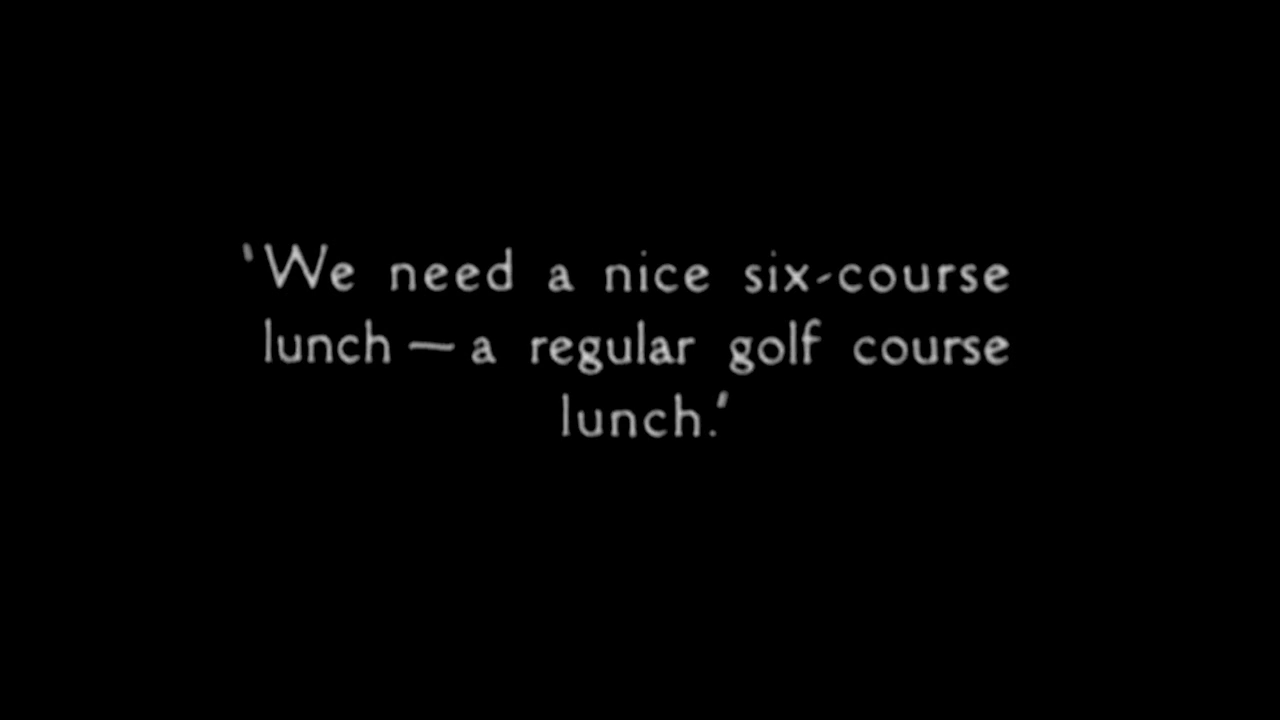 'We need a nice six-course
lunch — a regular golf course
lunch.'